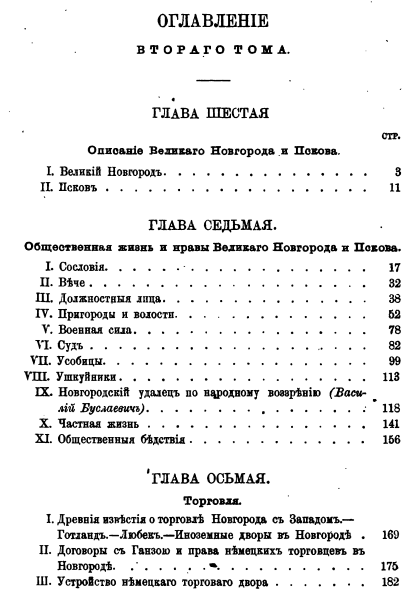 ОГЛАВЛЕНІЕ
ВТОРАГО ТОМА.
ГЛАВА ШЕСТАЯ
СТР.
Описаніе Великаго Новгорода и Пскова.
I. Великій Новгородъ. . . . . . . . . . . . . . . 3
II. Псковъ . . . . . . . . . . . . . . . . . . 11
ГЛАВА СЕДЬМАЯ.
Общественная жизнь и нравы Великаго Новгорода и Пскова.
I. Сословія. . . . . . . . . . . . . . . . . . 17
II. Вѣче . . . . . . . . . . . . . . . . . . . 32
III. Должностныя лица. . . . . . . . . . . . . . . 38
IV. Пригороды и волости. . . . . . . . . . . . . . 52
V. Военная сила. . . . . . . . . . . . . . . . . 78
VI. Судъ . . . . . . . . . . . . . . . . . . . 82
VII. Усобицы. . . . . . . . . . . . . . . . . . 99
VIII. Ушкуйники . . . . . . . . . . . . . . . . . 113
IX. Новгородскій удалецъ по народному воззрѣнію (Васи-
лій Буслаевичъ). . . . . . . . . . . . . . . . 118
X. Частная жизнь . . . . . . . . . . . . . . . . 141
XI. Общественныя бѣдствія . . . . . . . . . . . . . 156
ГЛАВА ОСЬМАЯ.
Торговля.
I. Древнія извѣстія о торговлѣ Новгорода съ Западомъ.—
Готландъ.—Любекъ.—Иноземные дворы въ Новгородѣ . 169
II. Договоры съ Ганзою и права нѣмецкихъ торговцевъ въ
Новгородѣ. . . . . . . . . . . . . . . . . . 175
III. Устройство нѣмецкаго торговаго двора . . . . . . . 182